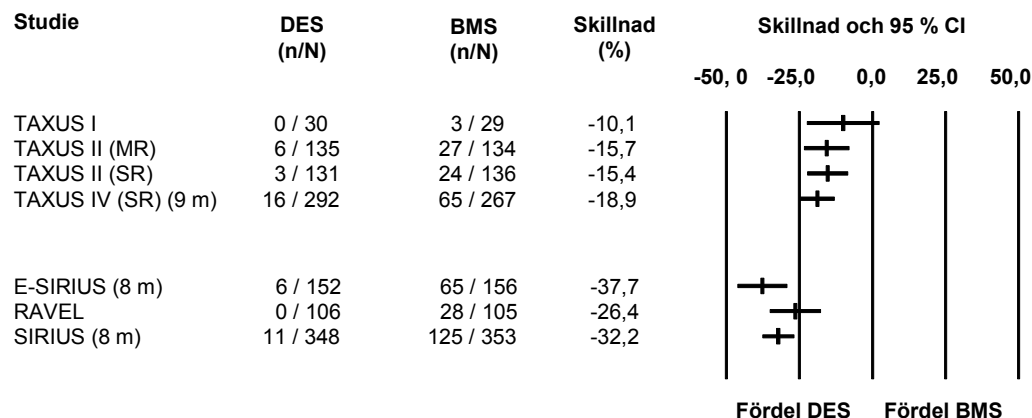 Studie DES BMS Skillnad Skillnad och 95 % CI
(n/N) (n/N) (%)
-50, 0 -25,0 0,0 25,0 50,0
TAXUS I 0 / 30 3 / 29 -10,1
TAXUS II (MR) 6 / 135 27 / 134 -15,7
TAXUS II (SR) 3 / 131 24 / 136 -15,4
TAXUS IV (SR) (9 m) 16 / 292 65 / 267 -18,9
E-SIRIUS (8 m) 6 / 152 65 / 156 -37,7
RAVEL 0 / 106 28 / 105 -26,4
SIRIUS (8 m) 11 / 348 125 / 353 -32,2
Fördel DES Fördel BMS